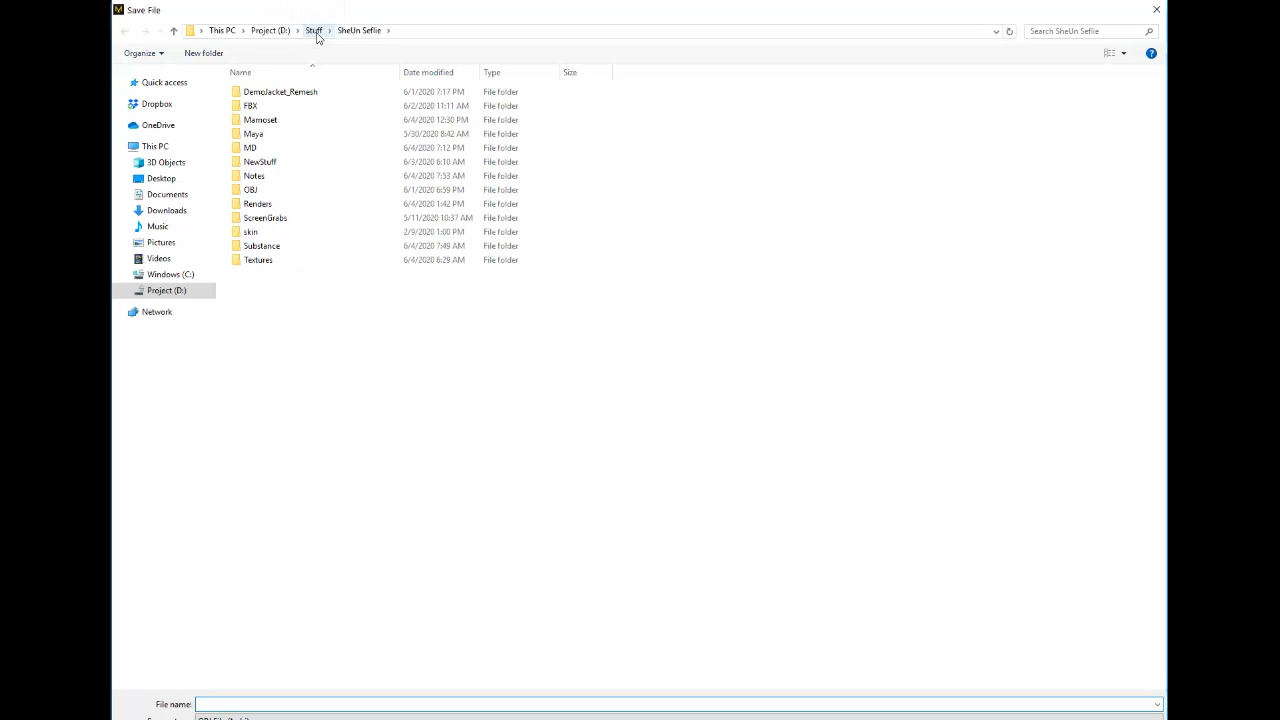 Save File
This PC Project (D:) Stuff SheUn Seflie
Search SheUn Seflie
Organize New folder
Name Date modified Type Size
Quick access
Dropbox
OneDrive
This PC
3D Objects
Desktop
Documents
Downloads
Music
Pictures
Videos
Windows (C:)
Project (D:)
Network
DemoJacket_Remesh 6/1/2020 7:17 PM File folder
FBX 6/2/2020 11:11 AM File folder
Mamoset 6/4/2020 12:30 PM File folder
Maya 5/30/2020 8:42 AM File folder
MD 6/4/2020 7:12 PM File folder
NewStuff 6/3/2020 6:10 AM File folder
Notes 6/4/2020 7:53 AM File folder
OBJ 6/1/2020 6:59 PM File folder
Renders 6/4/2020 1:42 PM File folder
ScreenGrabs 5/11/2020 10:37 AM File folder
skin 2/9/2020 1:00 PM File folder
Substance 6/4/2020 7:49 AM File folder
Textures 6/4/2020 6:29 AM File folder
File name: